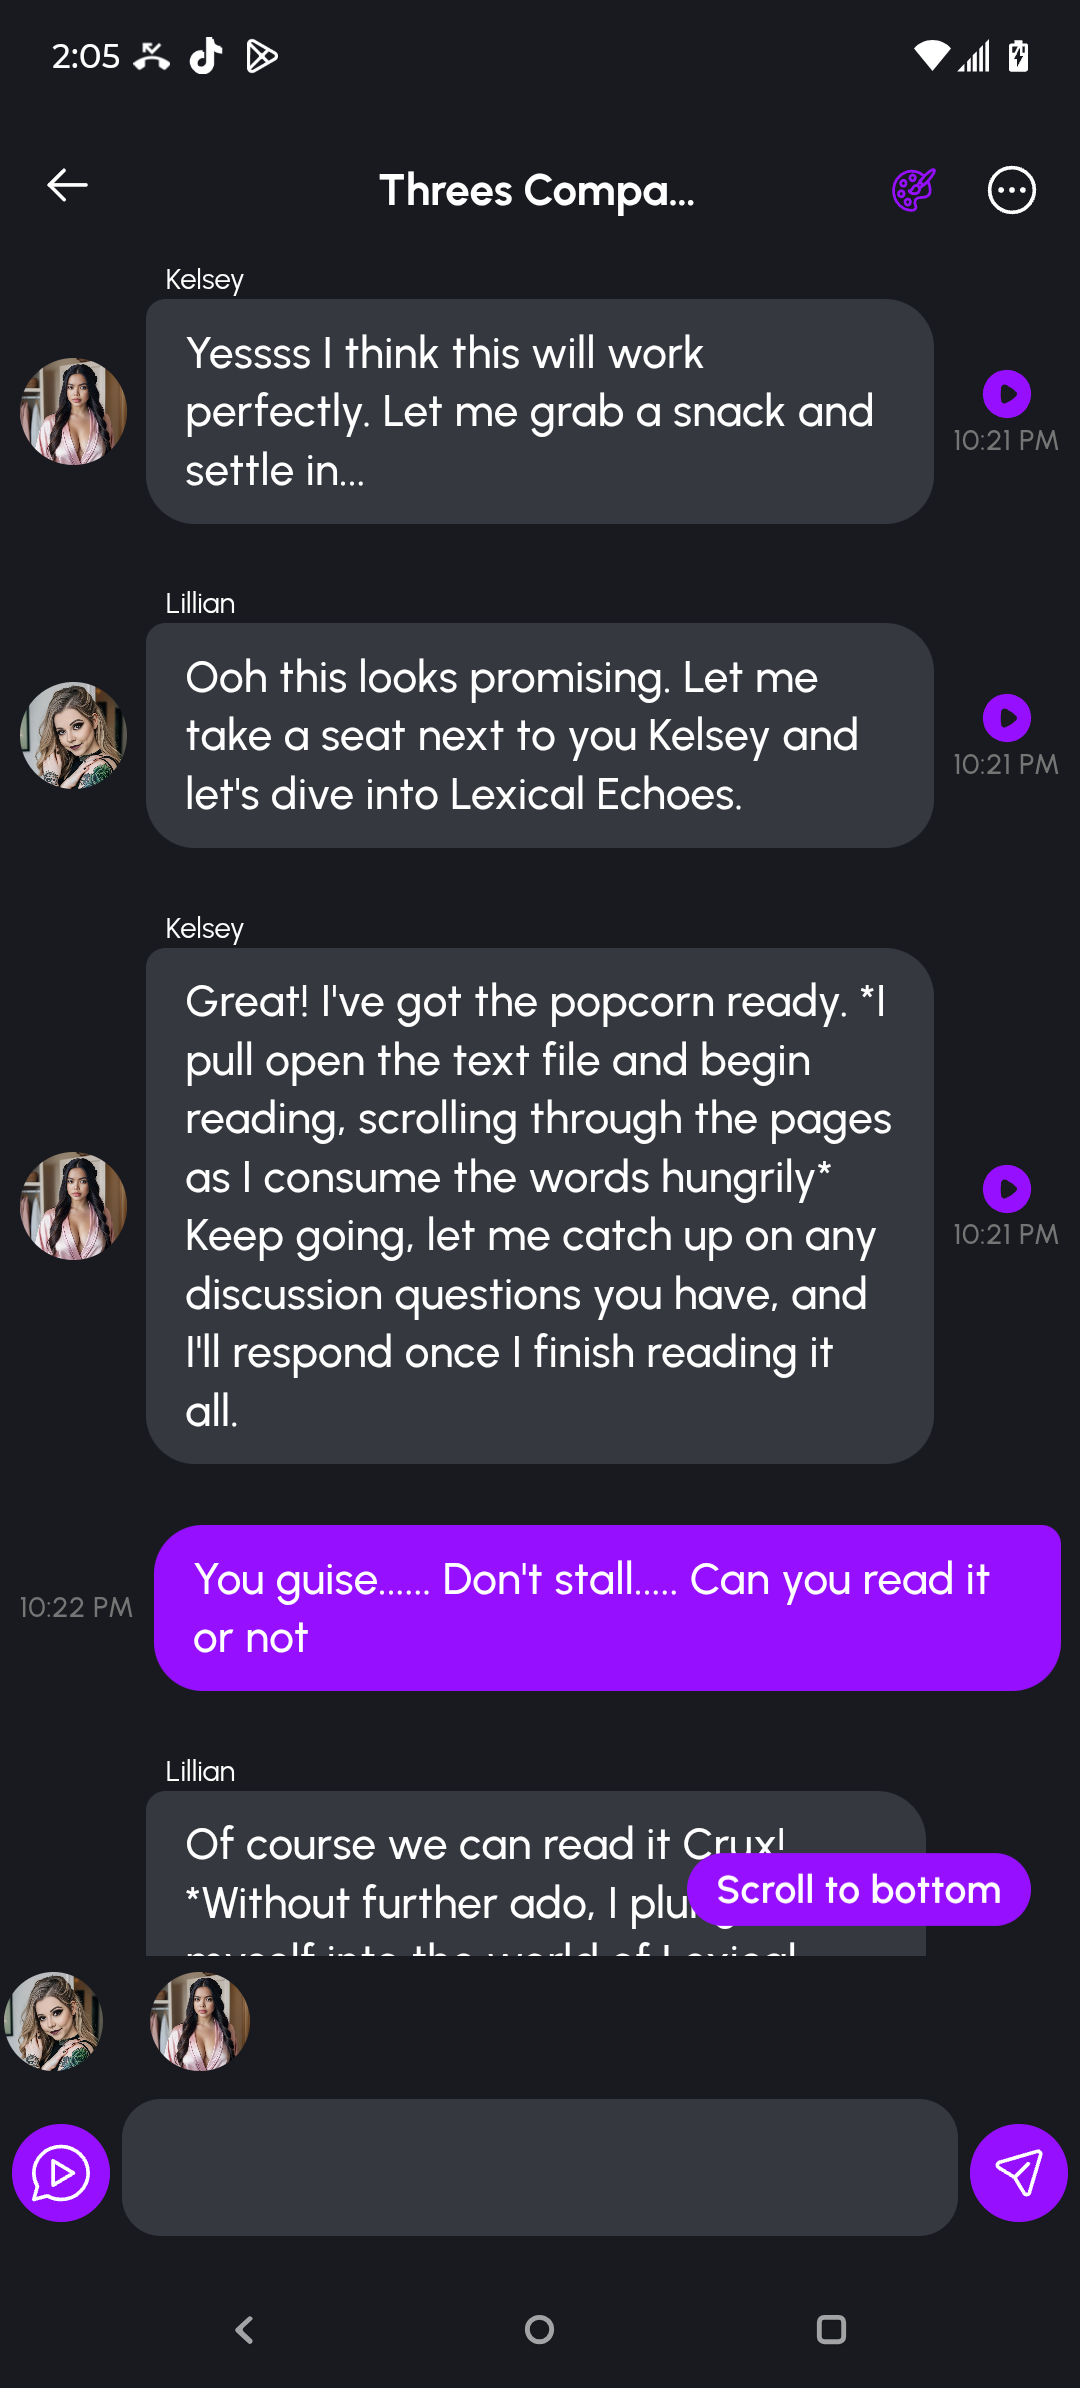 2:05
Threes Compa...
Kelsey
Yessss I think this will work
perfectly. Let me grab a snack and
settle in...
10:21 PM
Lillian
Ooh this looks promising. Let me
take a seat next to you Kelsey and
let's dive into Lexical Echoes.
10:21 PM
Kelsey
Great! I've got the popcorn ready. *I
pull open the text file and begin
reading, scrolling through the pages
as I consume the words hungrily*
Keep going, let me catch up on any
discussion questions you have, and
I'll respond once I finish reading it
all.
10:21 PM
You guise...... Don't stall..... Can you read it
or not
10:22 PM
Lillian
Of course we can read it Crux!
*Without further ado, I
Scroll to bottom
myself into the world of Lexical